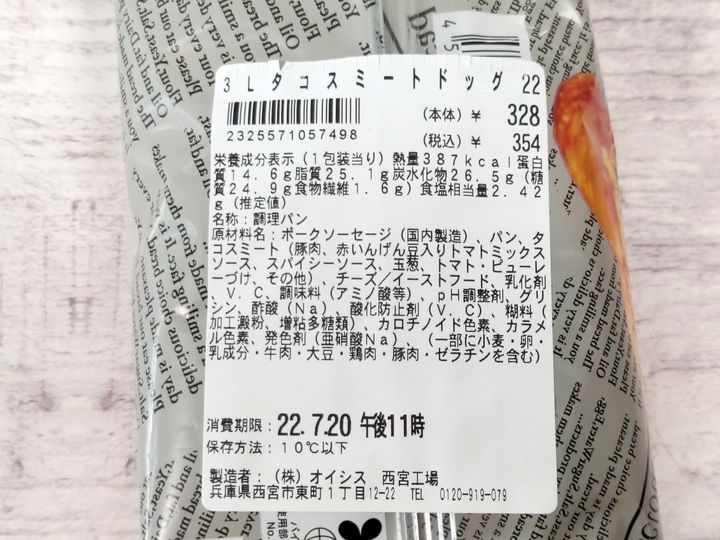 3Lタコスミートドッグ 22
(本体)¥ 328
2325571057498
(税込)¥ 354
栄養成分表示(1包装当り)熱量387kcal蛋白
質14.6g脂質25.1g炭水化物26.5g(糖
質24.9g食物繊維1.6g)食塩相当量2.42
g(推定値)
名称:調理パン
原材料名:ポークソーセージ(国内製造)、パン、タ
コスミート(豚肉、赤いんげん豆入りトマトミックス
ソース、スパイシーソース、玉葱、トマト・ピューレ
ーづけ、その他)、チーズ/イーストフード、乳化剤
、V.C、調味料(アミノ酸等)、pH調整剤、グリ
シン、酢酸(Na)、酸化防止剤(V.C)、糊料(
加工澱粉、増粘多糖類)、カロチノイド色素、カラメ
ル色素、発色剤(亜硝酸Na)、(一部に小麦・卵・
乳成分・牛肉・大豆・鶏肉・豚肉・ゼラチンを含む)
消費期限:22.7.20 午後11時
保存方法:10℃以下
製造者:(株)オイシス 西宮工場
兵庫県西宮市東町1丁目12-22 TEL 0120-919-079